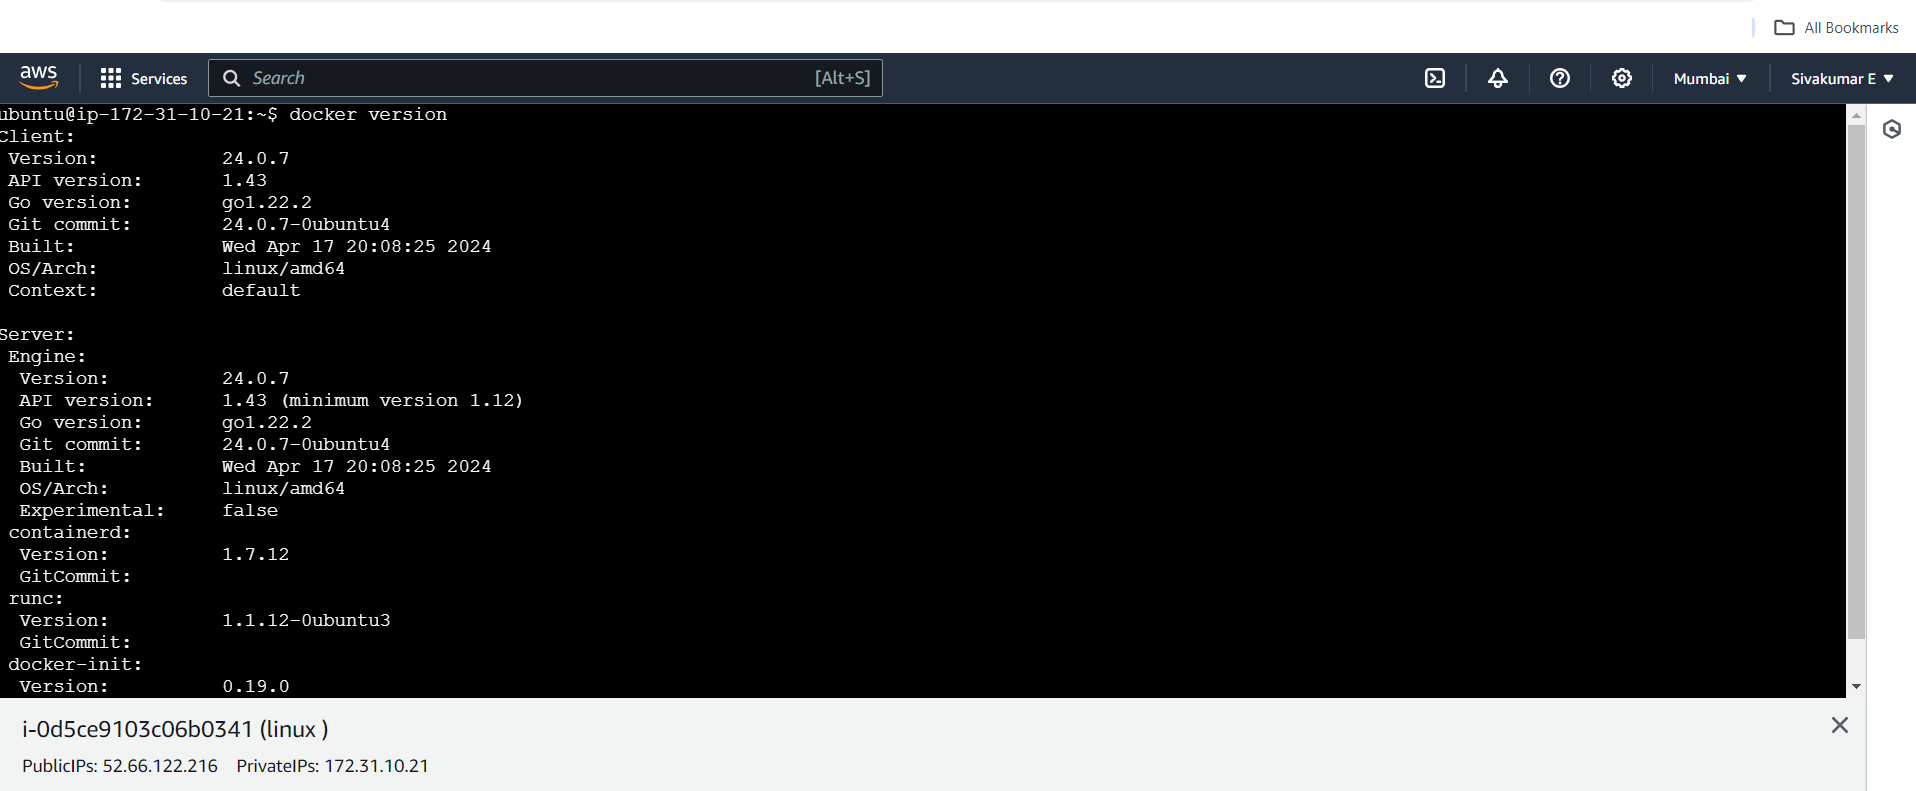 All Bookmarks
aws
Services
Search
[Alt+S]
Mumbai
Sivakumar E
ubuntu@ip-172-31-10-21:~$ docker version
Client:
Version: 24.0.7
API version: 1.43
Go version: go1.22.2
Git commit: 24.0.7-0ubuntu4
Built: Wed Apr 17 20:08:25 2024
OS/Arch: linux/amd64
Context: default
Server:
Engine:
Version: 24.0.7
API version: 1.43 (minimum version 1.12)
Go version: go1.22.2
Git commit: 24.0.7-0ubuntu4
Built: Wed Apr 17 20:08:25 2024
OS/Arch: linux/amd64
Experimental: false
containerd:
Version: 1.7.12
GitCommit:
runc:
Version: 1.1.12-0ubuntu3
GitCommit:
docker-init:
Version: 0.19.0
i-0d5ce9103c06b0341 (linux )
PublicIPs: 52.66.122.216 PrivateIPs: 172.31.10.21